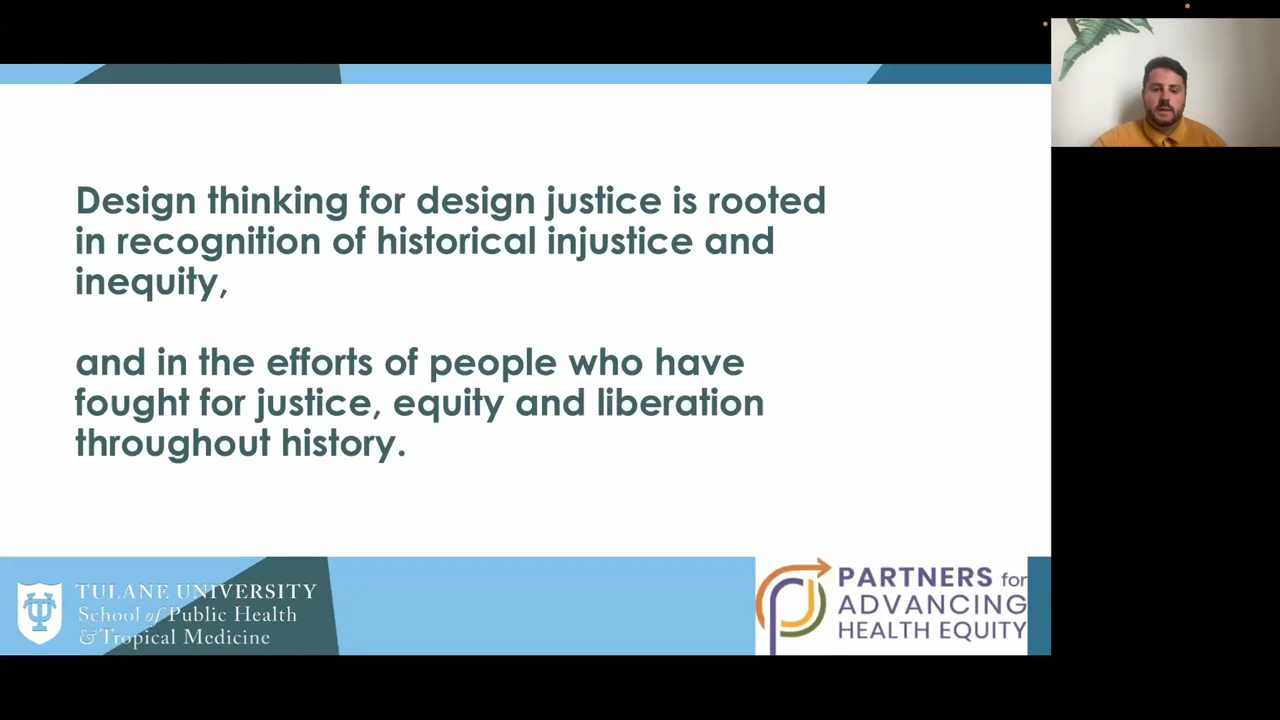 Design thinking for design justice is rooted
in recognition of historical injustice and
inequity,
and in the efforts of people who have
fought for justice, equity and liberation
throughout history.
TULANE UNIVERSITY
School of Public Health
& Tropical Medicine
PARTNERS for
ADVANCING
HEALTH EQUITY